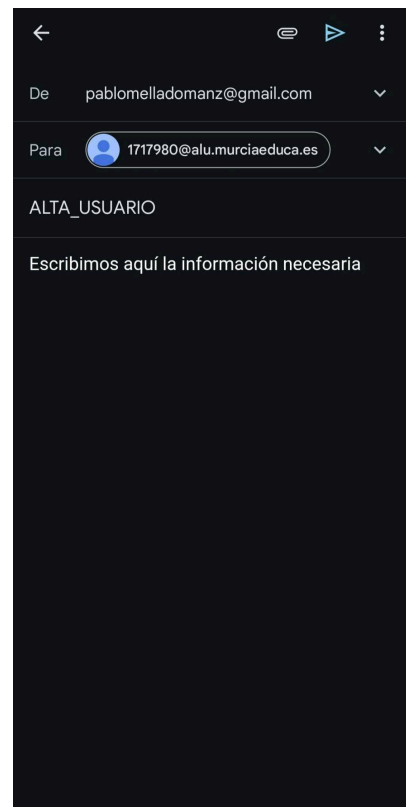 De pablomelladomanz@gmail.com
Para 1717980@alu.murciaeduca.es
ALTA_USUARIO
Escribimos aquí la información necesaria